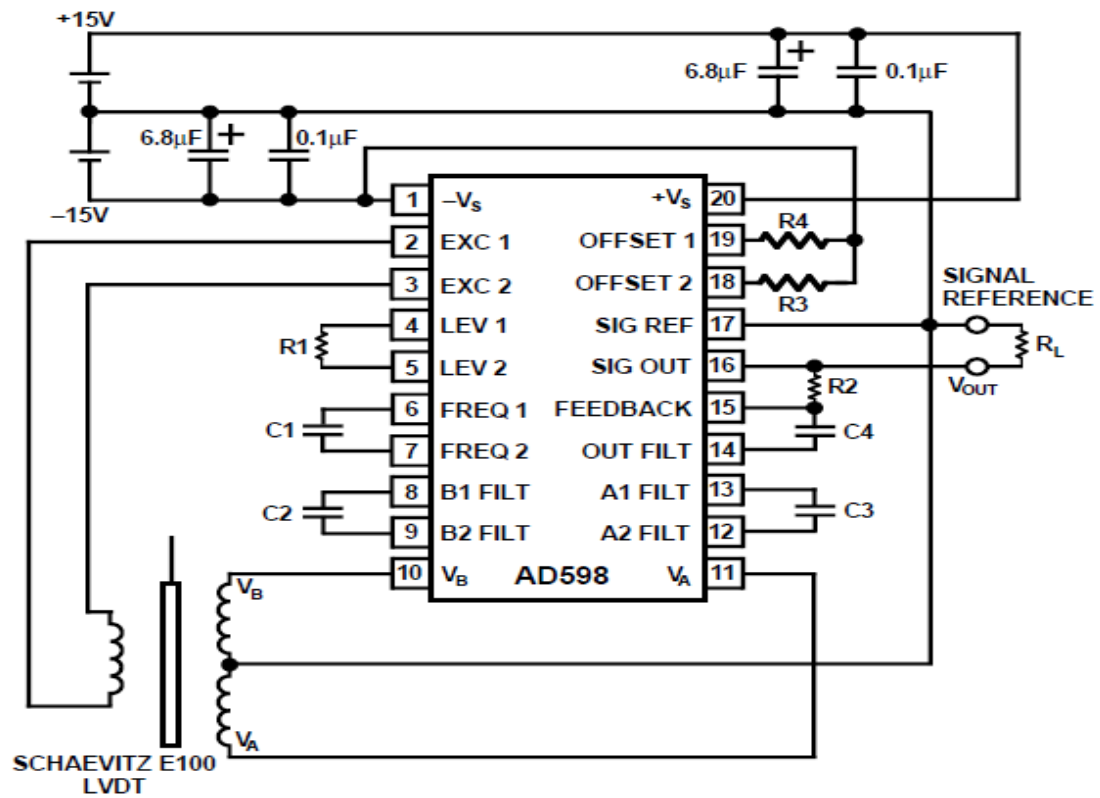 +15V
6.8µF +
0.1µF
6.8µF +
0.1µF
–15V
1 –Vs
+Vs 20
2 EXC 1
OFFSET 1 19
R4
3 EXC 2
OFFSET 2 18
R3
SIGNAL
REFERENCE
4 LEV 1
SIG REF 17
R1
RL
5 LEV 2
SIG OUT 16
R2
VOUT
6 FREQ 1
FEEDBACK 15
C1
C4
7 FREQ 2
OUT FILT 14
8 B1 FILT
A1 FILT 13
C2
C3
9 B2 FILT
A2 FILT 12
10 VB
AD598
VA 11
VB
VA
SCHAEVITZ E100
LVDT